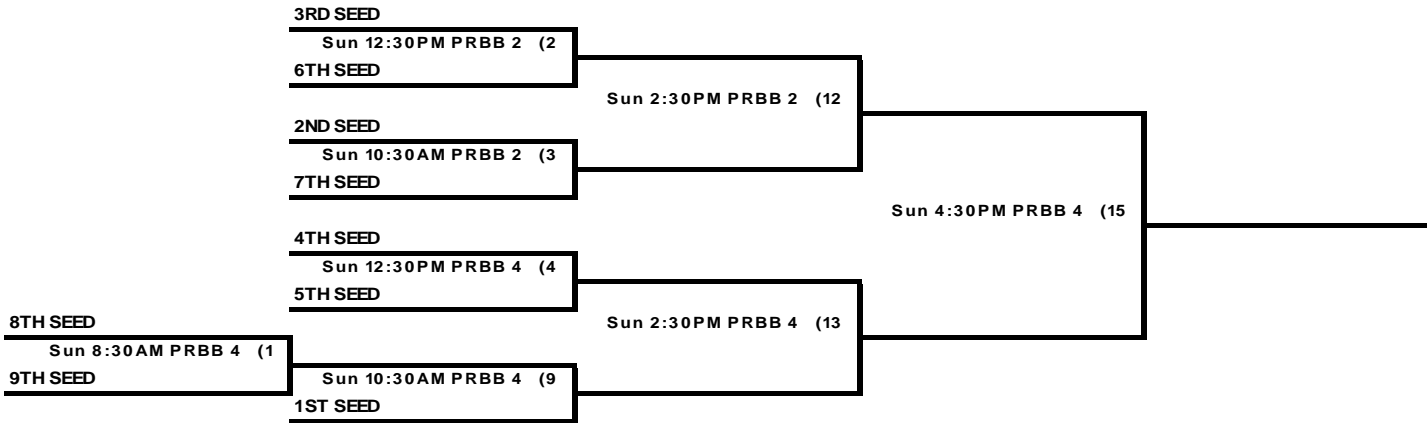 3RD SEED
Sun 12:30PM PRBB 2 (2
6TH SEED
Sun 2:30PM PRBB 2 (12
2ND SEED
Sun 10:30AM PRBB 2 (3
7TH SEED
Sun 4:30PM PRBB 4 (15
4TH SEED
Sun 12:30PM PRBB 4 (4
5TH SEED
8TH SEED
Sun 2:30PM PRBB 4 (13
Sun 8:30AM PRBB 4 (1
9TH SEED
Sun 10:30AM PRBB 4 (9
1ST SEED